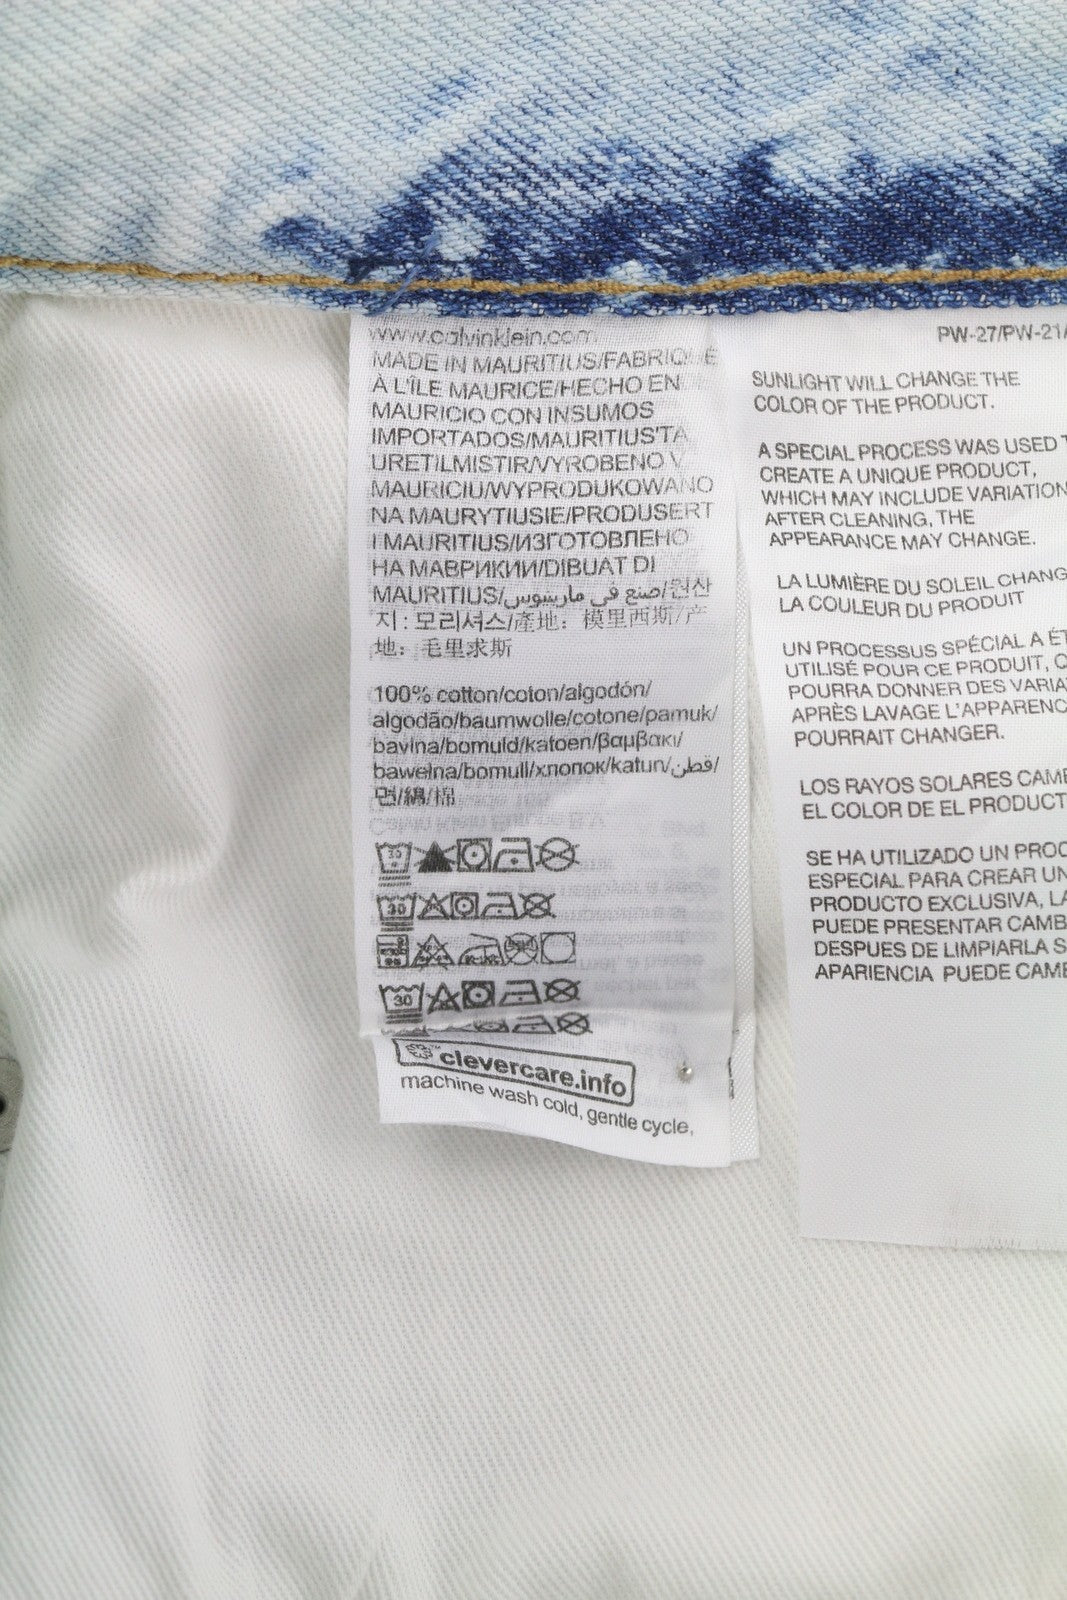 www.calvinklein.com
MADE IN MAURITIUS/FABRIQUÉ
À L'ÎLE MAURICE/HECHO EN
MAURICIO CON INSUMOS
IMPORTADOS/MAURITIUS'TA
URETILMISTIR/VYROBENO V
MAURICIU/WYPRODUKOWANO
NA MAURYTIUSIE/PRODUSERT
I MAURITIUS/ИЗГОТОВЛЕНО
НА МАВРИКИИ/DIBUAT DI
MAURITIUS/صنع في ماريشوس/원산
지: 모리셔스/產地: 模里西斯/产
地: 毛里求斯
100% cotton/coton/algodón/
algodão/baumwolle/cotone/pamuk/
bavlna/bomuld/katoen/βαμβακι/
bawełna/bomull/хлопок/katun/قطن/
면/綿/棉
30
30
clevercare.info
machine wash cold, gentle cycle,
PW-27/PW-21/
SUNLIGHT WILL CHANGE THE
COLOR OF THE PRODUCT.
A SPECIAL PROCESS WAS USED T
CREATE A UNIQUE PRODUCT,
WHICH MAY INCLUDE VARIATION
AFTER CLEANING, THE
APPEARANCE MAY CHANGE.
LA LUMIÈRE DU SOLEIL CHANG
LA COULEUR DU PRODUIT
UN PROCESSUS SPÉCIAL A ÉT
UTILISÉ POUR CE PRODUIT, C
POURRA DONNER DES VARIA
APRÈS LAVAGE L'APPARENC
POURRAIT CHANGER.
LOS RAYOS SOLARES CAMB
EL COLOR DE EL PRODUCT
SE HA UTILIZADO UN PROC
ESPECIAL PARA CREAR UN
PRODUCTO EXCLUSIVA, LA
PUEDE PRESENTAR CAMB
DESPUES DE LIMPIARLA S
APARIENCIA PUEDE CAMB